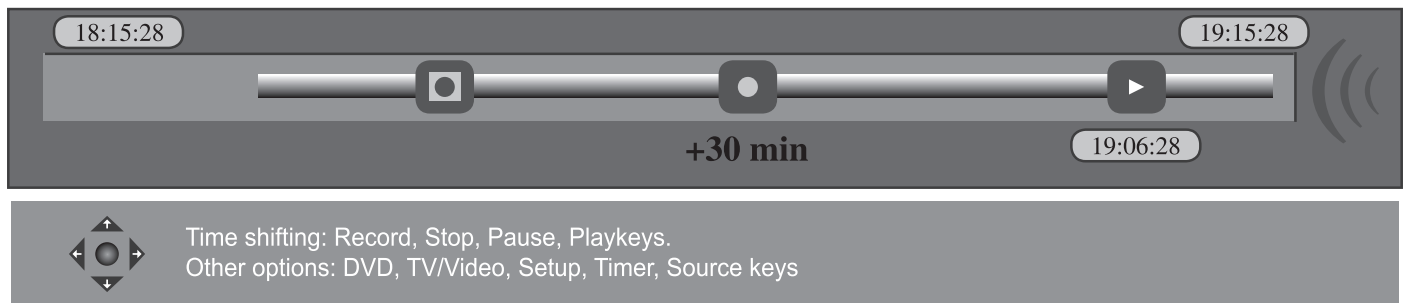 18:15:28
19:15:28
+30 min
19:06:28
Time shifting: Record, Stop, Pause, Playkeys.
Other options: DVD, TV/Video, Setup, Timer, Source keys